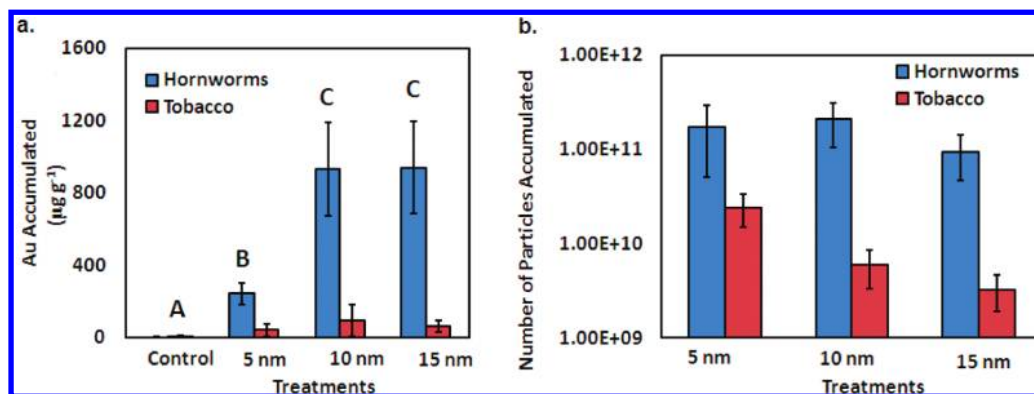 a.
1600
1200
800
400
0
Au Accumulated
(µg g⁻¹)
Hornworms
Tobacco
A
B
C
C
Control
5 nm
10 nm
15 nm
Treatments
b.
1.00E+12
1.00E+11
1.00E+10
1.00E+09
Number of Particles Accumulated
Hornworms
Tobacco
5 nm
10 nm
15 nm
Treatments